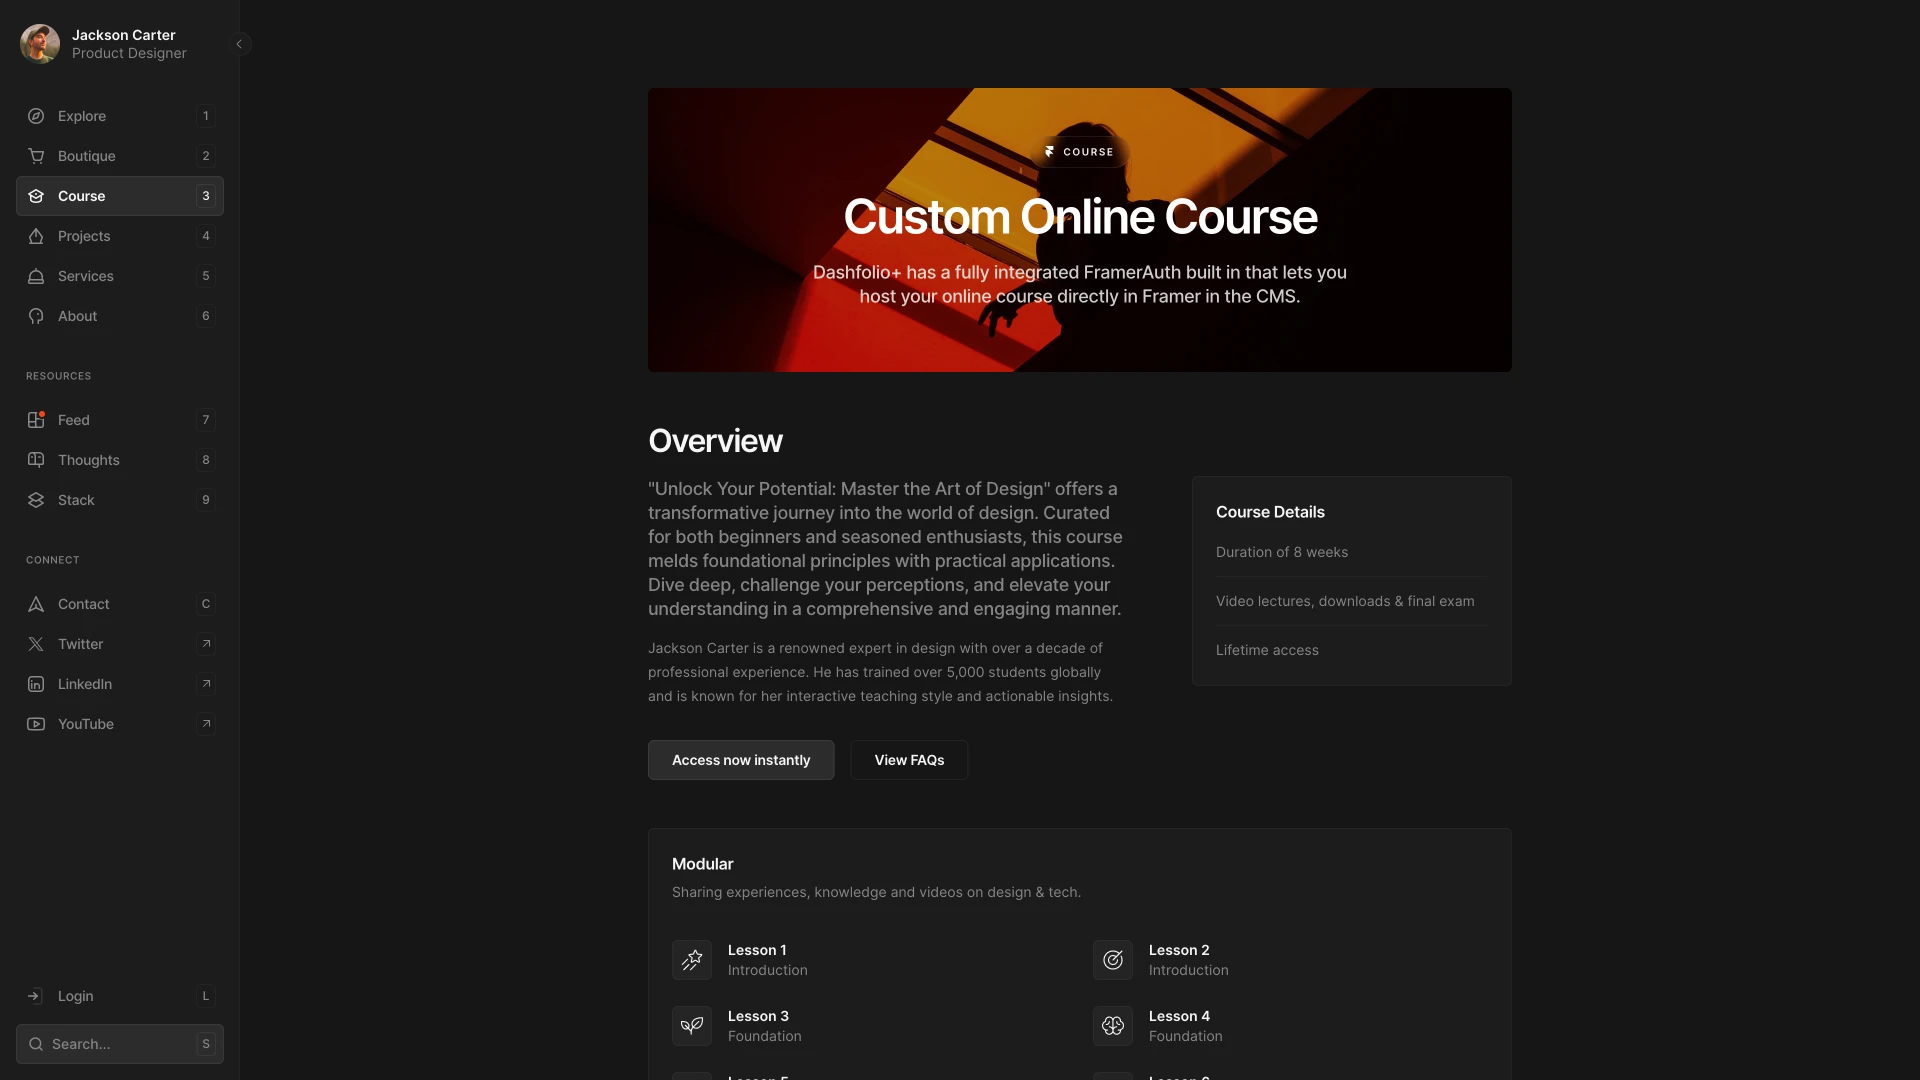 Jackson Carter
Product Designer
Explore 1
Boutique 2
Course 3
Projects 4
Services 5
About 6
RESOURCES
Feed 7
Thoughts 8
Stack 9
CONNECT
Contact C
Twitter
LinkedIn
YouTube
Login L
Search... S
COURSE
Custom Online Course
Dashfolio+ has a fully integrated FramerAuth built in that lets you
host your online course directly in Framer in the CMS.
Overview
"Unlock Your Potential: Master the Art of Design" offers a
transformative journey into the world of design. Curated
for both beginners and seasoned enthusiasts, this course
melds foundational principles with practical applications.
Dive deep, challenge your perceptions, and elevate your
understanding in a comprehensive and engaging manner.
Jackson Carter is a renowned expert in design with over a decade of
professional experience. He has trained over 5,000 students globally
and is known for her interactive teaching style and actionable insights.
Access now instantly
View FAQs
Course Details
Duration of 8 weeks
Video lectures, downloads & final exam
Lifetime access
Modular
Sharing experiences, knowledge and videos on design & tech.
Lesson 1
Introduction
Lesson 2
Introduction
Lesson 3
Foundation
Lesson 4
Foundation